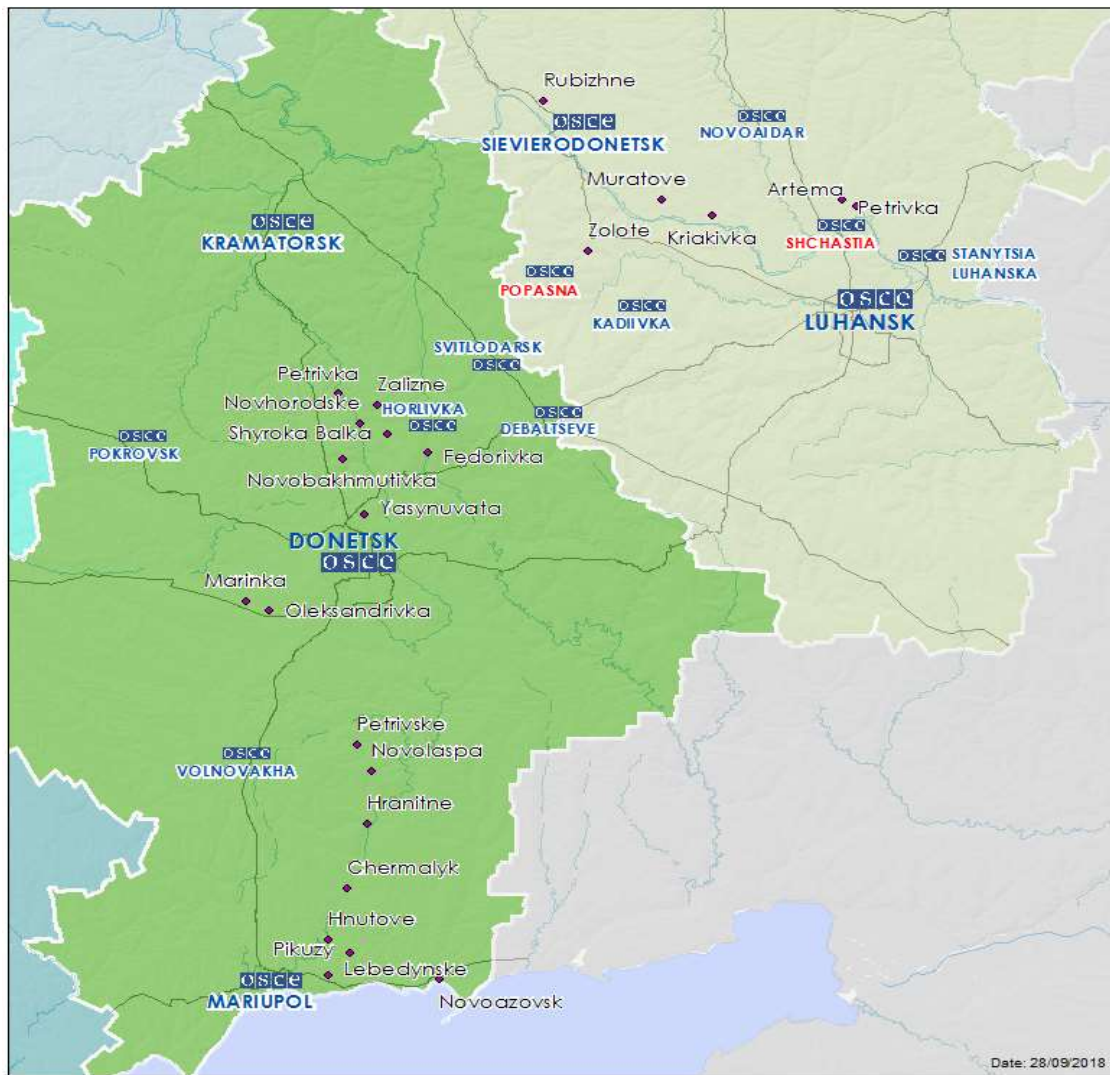 Rubizhne
osce
SIEVIERODONETSK
osce
NOVOAIDAR
Muratove
Artema
Petrivka
osce
KRAMATORSK
Zolote
Kriakivka
osce
SHCHASTIA
osce
STANYTSIA
LUHANSKA
osce
POPASNA
osce
KADIIVKA
osce
LUHANSK
SVITLODARSK
osce
Petrivka
Zalizne
Novhorodske
HORLIVKA
osce
osce
DEBALTSEVE
Shyroka Balka
osce
POKROVSK
Fedorivka
Novobakhmutivka
Yasynuvata
DONETSK
osce
Marinka
Oleksandrivka
Petrivske
Novolaspa
osce
VOLNOVAKHA
Hranitne
Chermalyk
Hnutove
Pikuzy
Lebedynske
osce
MARIUPOL
Novoazovsk
Date: 28/09/2018